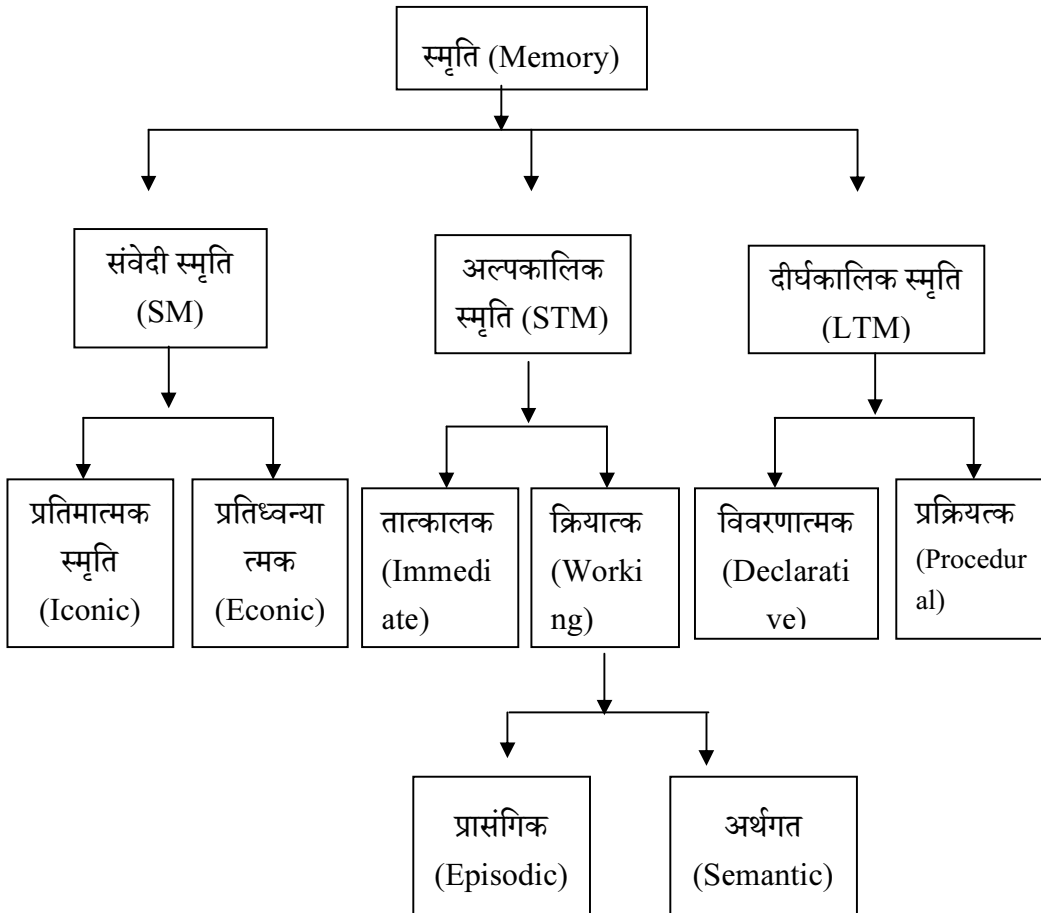 स्मृति (Memory)
संवेदी स्मृति
(SM)
अल्पकालिक
स्मृति (STM)
दीर्घकालिक स्मृति
(LTM)
प्रतिमात्मक
स्मृति
(Iconic)
प्रतिध्वन्या
त्मक
(Econic)
तात्कालक
(Immedi
ate)
क्रियात्क
(Worki
ng)
विवरणात्मक
(Declarati
ve)
प्रक्रियत्क
(Procedur
al)
प्रासंगिक
(Episodic)
अर्थगत
(Semantic)